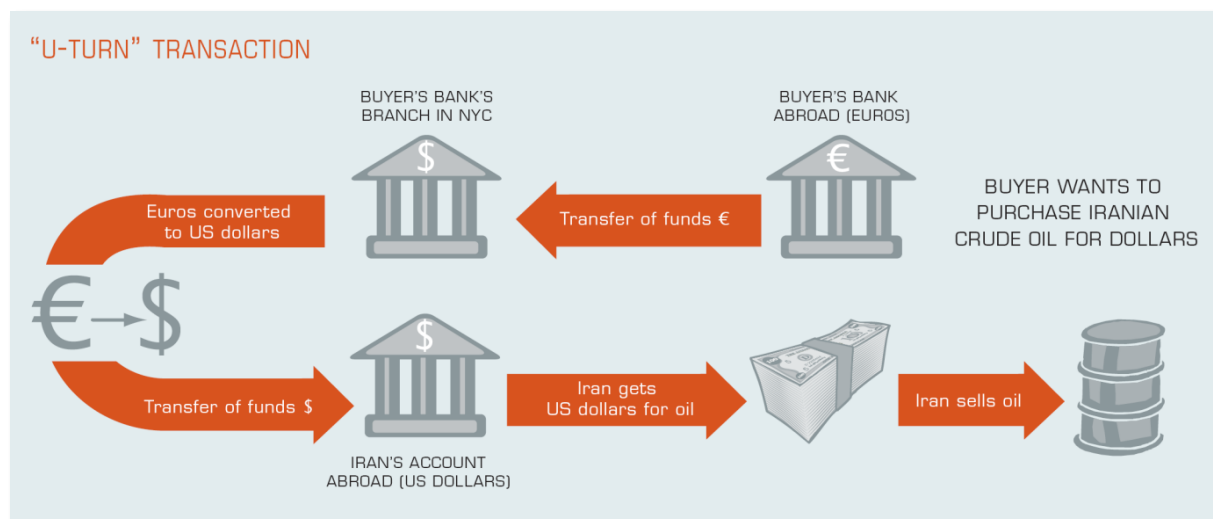 “U-TURN” TRANSACTION
BUYER’S BANK’S
BRANCH IN NYC
$
BUYER’S BANK
ABROAD (EUROS)
€
BUYER WANTS TO
PURCHASE IRANIAN
CRUDE OIL FOR DOLLARS
Transfer of funds €
Euros converted
to US dollars
€ → $
Transfer of funds $
$
IRAN’S ACCOUNT
ABROAD (US DOLLARS)
Iran gets
US dollars for oil
Iran sells oil